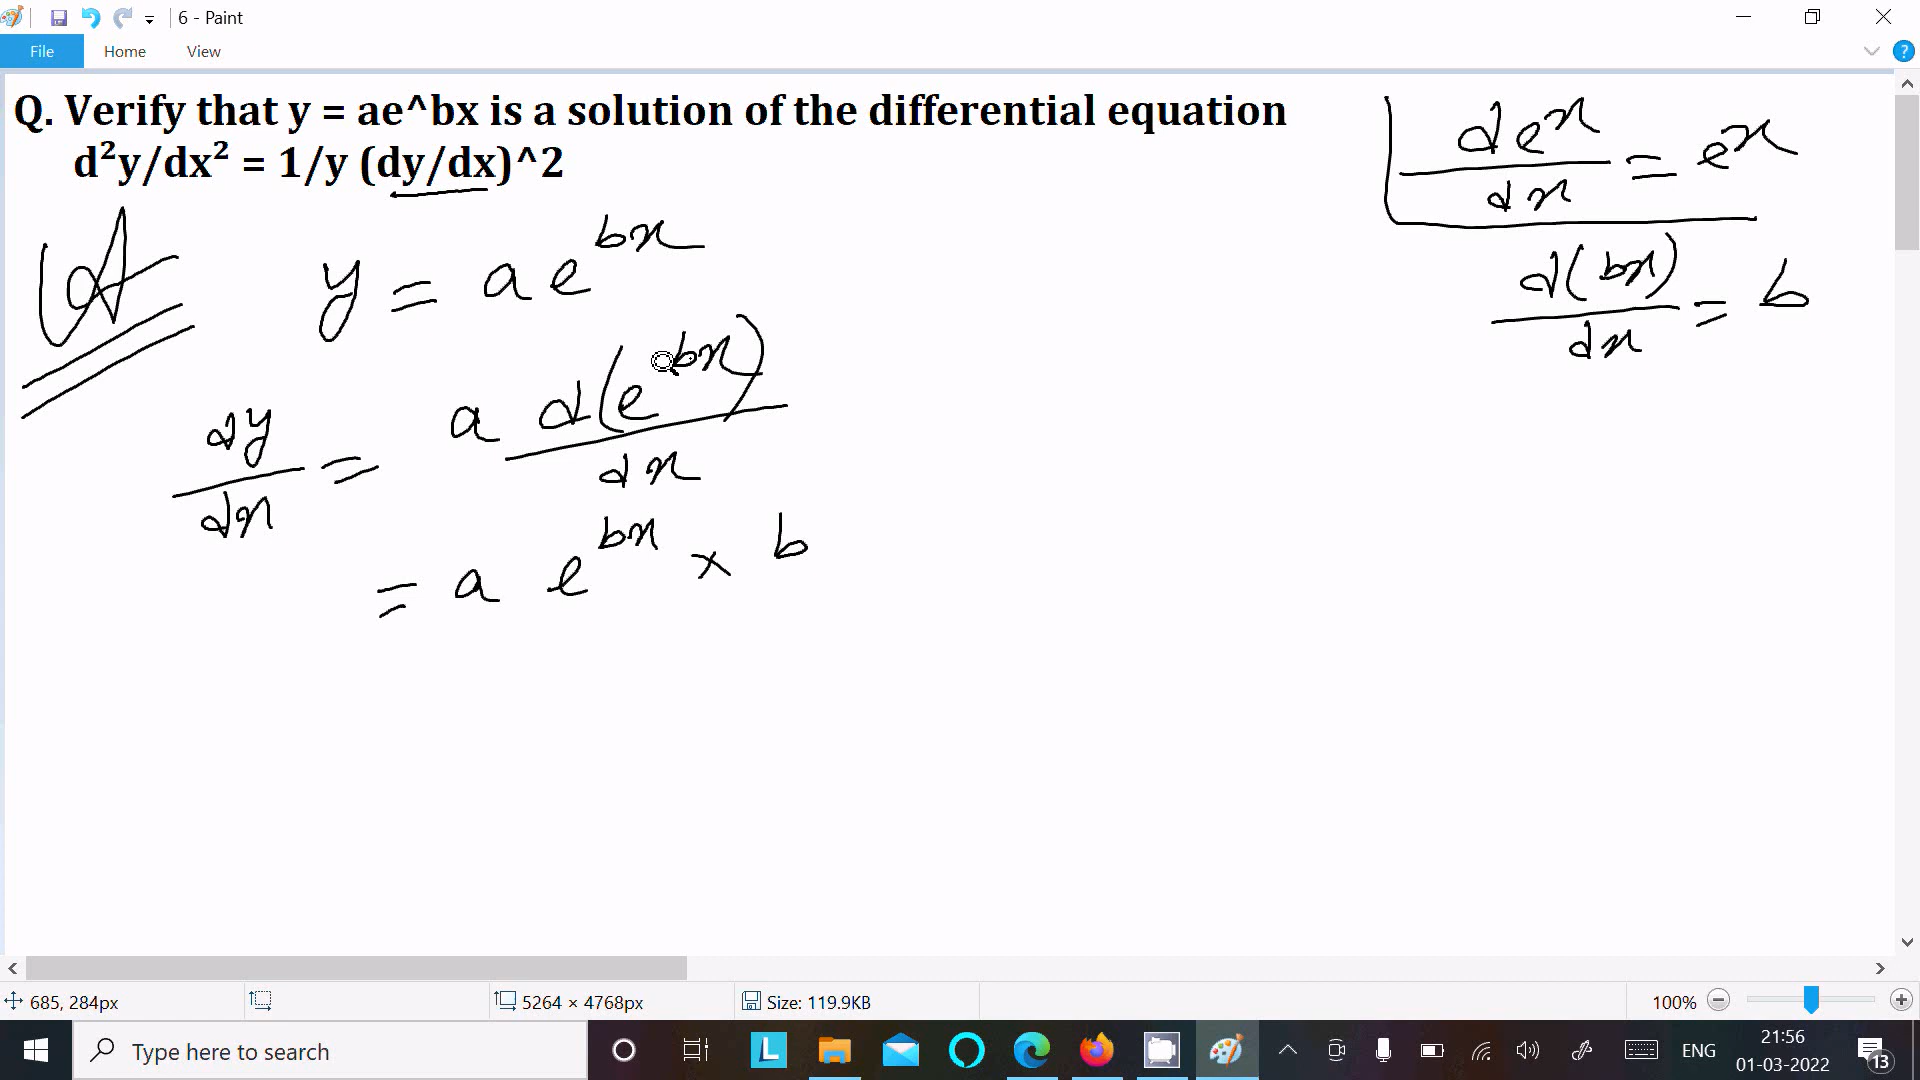 6 - Paint
File Home View
Q. Verify that y = ae^bx is a solution of the differential equation
d²y/dx² = 1/y (dy/dx)^2
de^x/dx = e^x
d(bx)/dx = b
A
y = a e^bx
dy/dx = a d(e^bx)/dx
= a e^bx × b
685, 284px 5264 × 4768px Size: 119.9KB 100%
Type here to search
L
ENG
21:56
01-03-2022
13